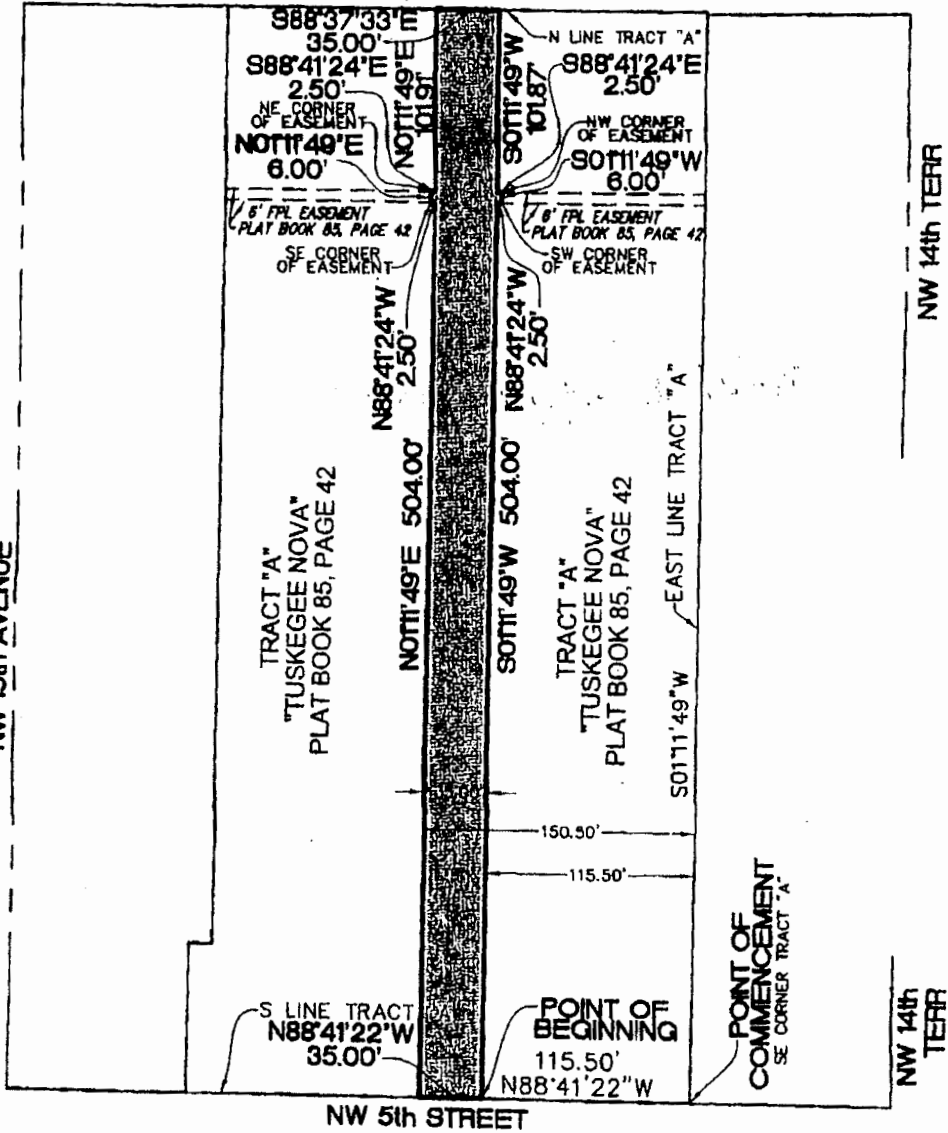 S88°37'33"E
35.00'
S88°41'24"E
2.50'
NE CORNER
OF EASEMENT
N01°11'49"E
6.00'
N01°11'49"E
101.91'
6' FPL EASEMENT
PLAT BOOK 85, PAGE 42
SE CORNER
OF EASEMENT
N88°41'24"W
2.50'
N LINE TRACT "A"
S01°11'49"W
101.87'
S88°41'24"E
2.50'
NW CORNER
OF EASEMENT
S01°11'49"W
6.00'
6' FPL EASEMENT
PLAT BOOK 85, PAGE 42
SW CORNER
OF EASEMENT
N88°41'24"W
2.50'
NW 14th TERR
NW 15th AVENUE
TRACT "A"
"TUSKEGEE NOVA"
PLAT BOOK 85, PAGE 42
N01°11'49"E 504.00'
S01°11'49"W 504.00'
TRACT "A"
"TUSKEGEE NOVA"
PLAT BOOK 85, PAGE 42
EAST LINE TRACT "A"
S01°11'49"W
150.50'
115.50'
S LINE TRACT
N88°41'22"W
35.00'
POINT OF
BEGINNING
115.50'
N88°41'22"W
POINT OF
COMMENCEMENT
SE CORNER TRACT "A"
NW 14th
TERR
NW 5th STREET